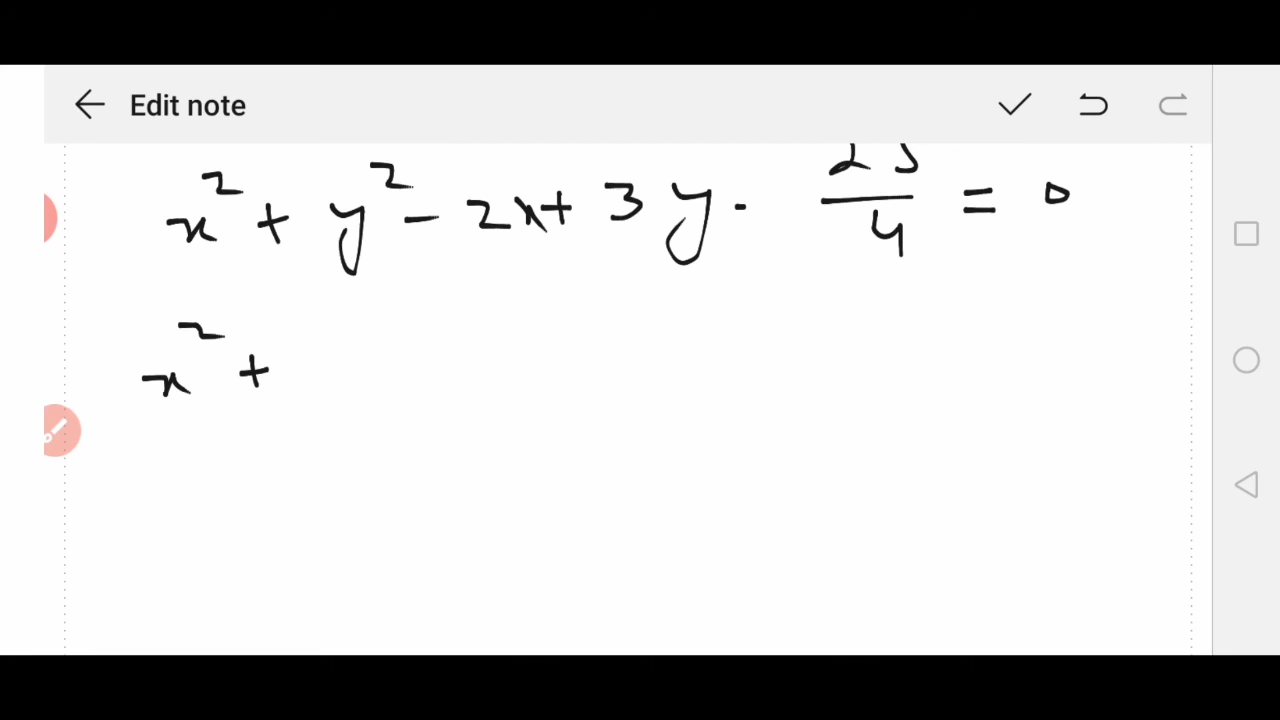 Edit note
x² + y² - 2x + 3y - 25/4 = 0
x² +